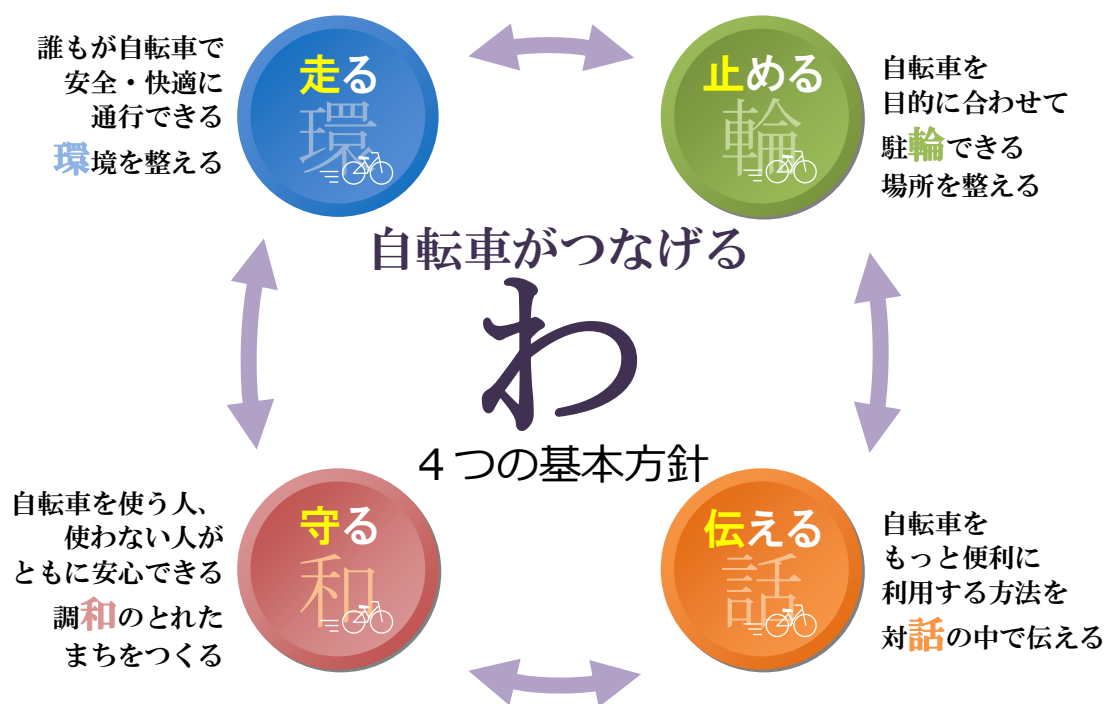 誰もが自転車で
安全・快適に
通行できる
環境を整える
走る
環
止める
輪
自転車を
目的に合わせて
駐輪できる
場所を整える
自転車がつなげる
わ
4つの基本方針
自転車を使う人、
使わない人が
ともに安心できる
調和のとれた
まちをつくる
守る
和
伝える
話
自転車を
もっと便利に
利用する方法を
対話の中で伝える